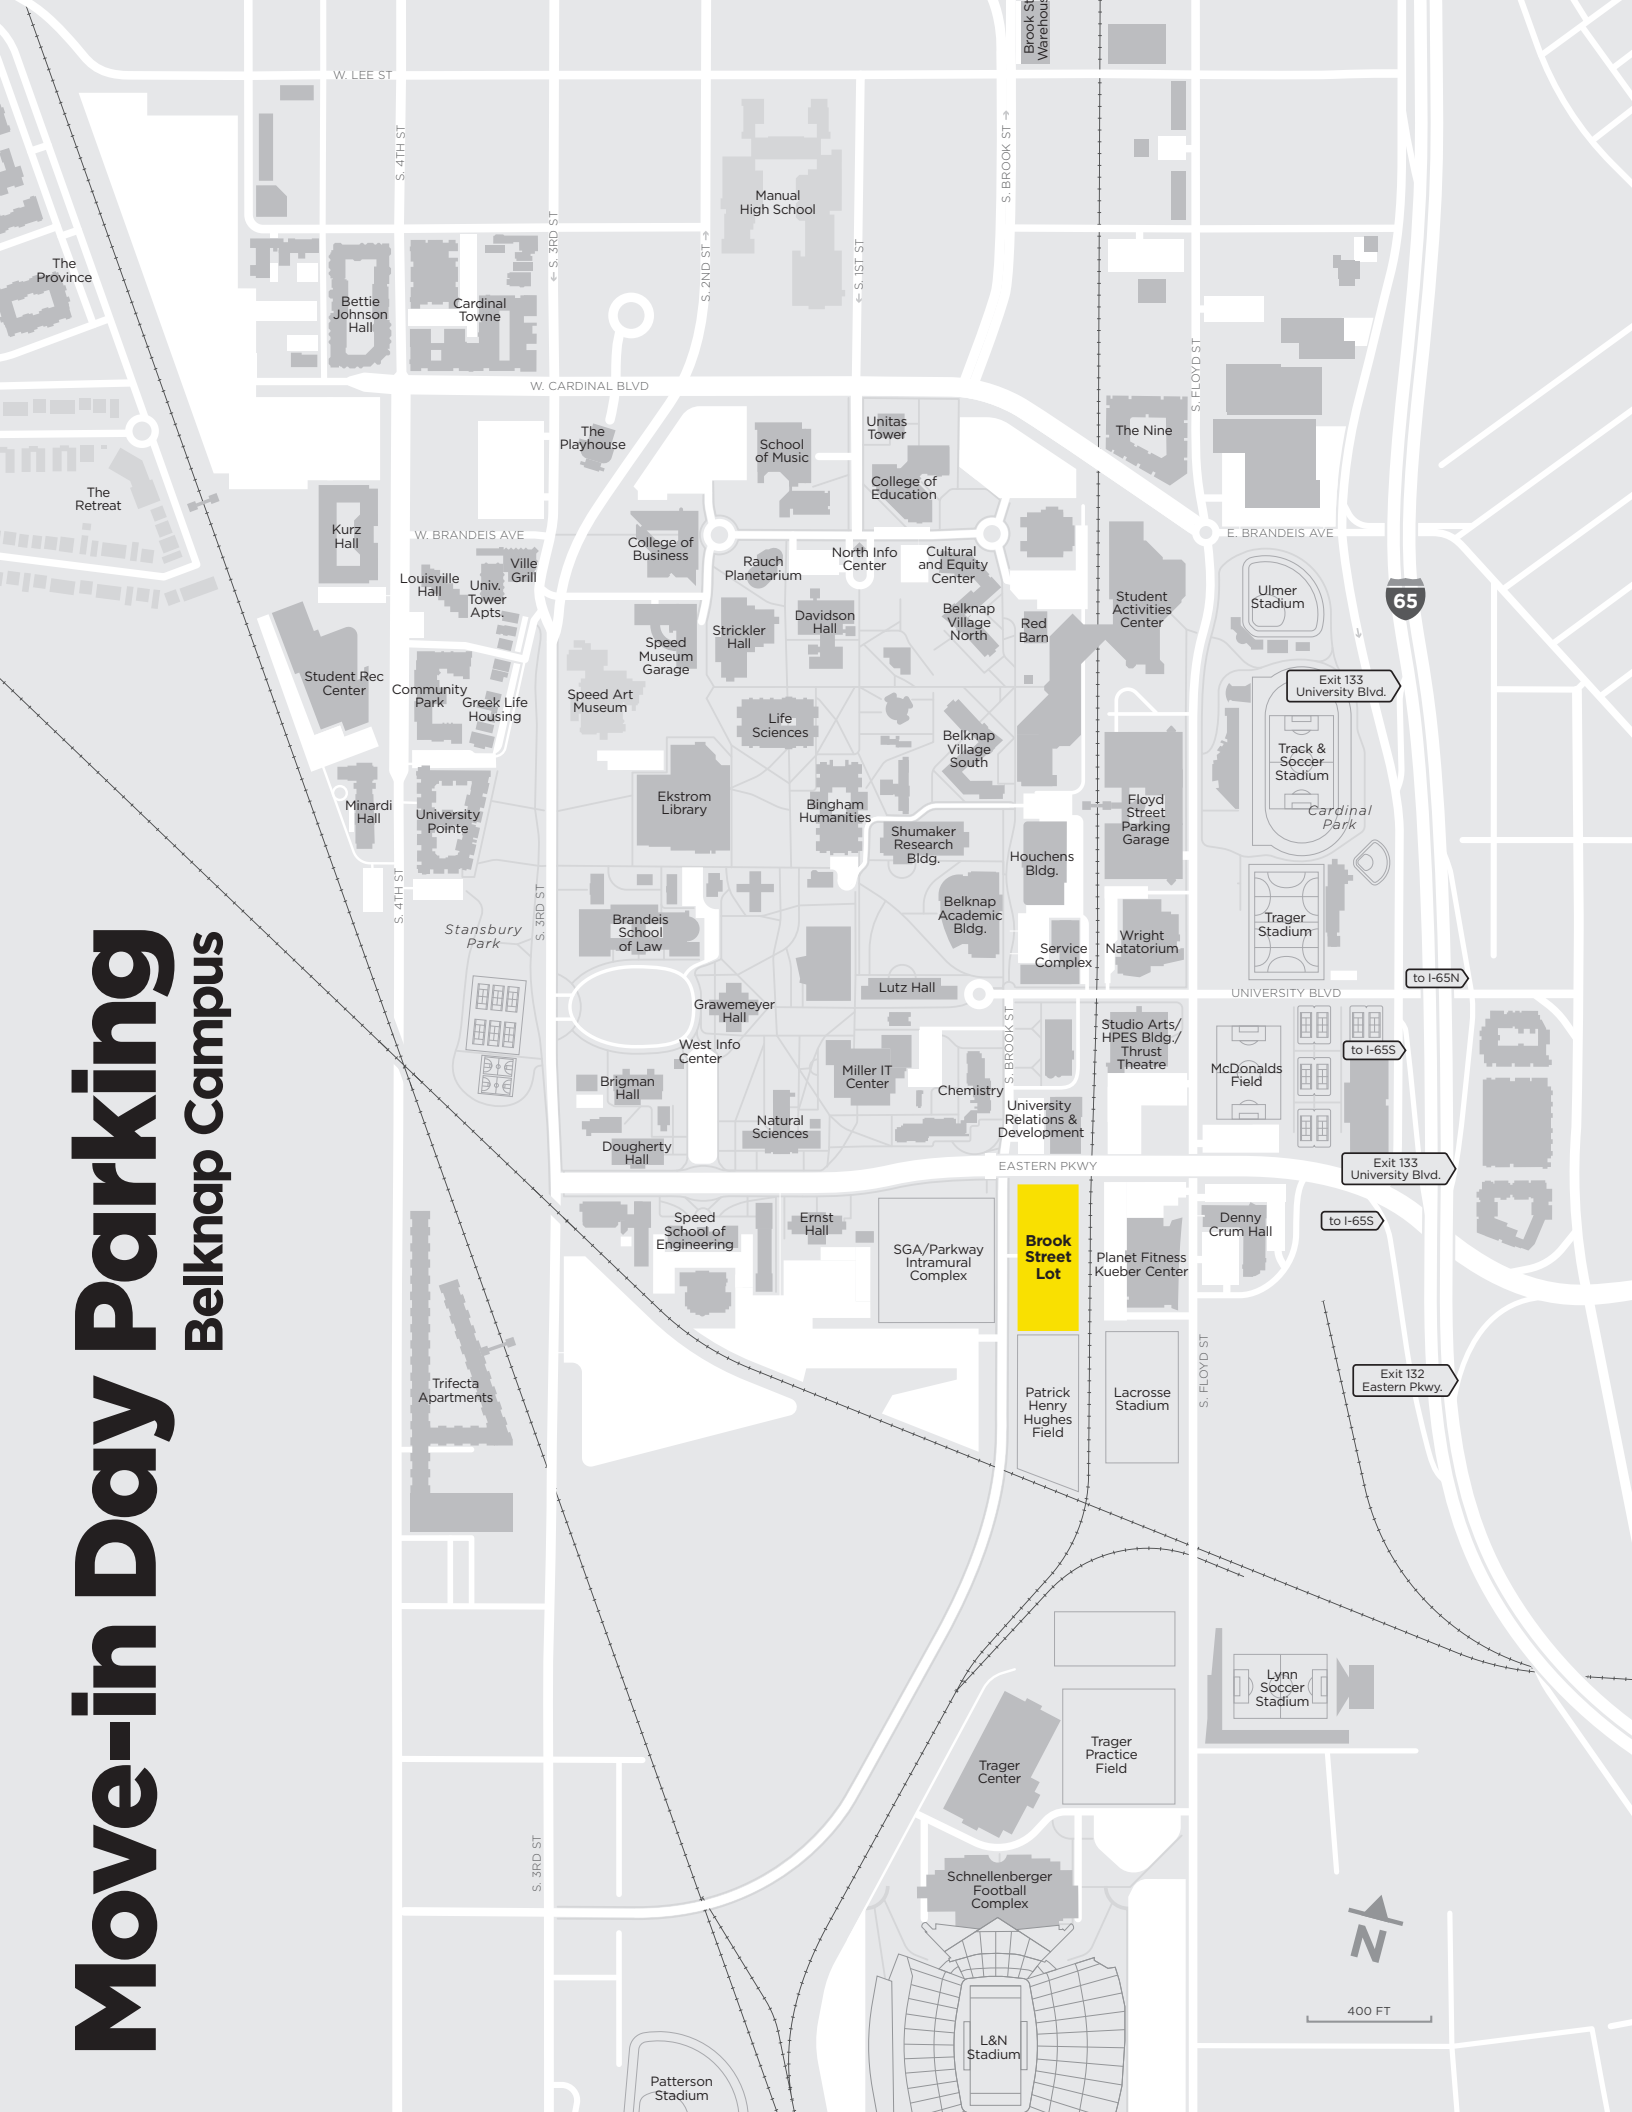 Move-in Day Parking
Belknap Campus
Brook St
Warehous
W. LEE ST
S. 4TH ST
S. BROOK ST →
Manual
High School
← S. 3RD ST
S. 2ND ST →
← S. 1ST ST
The
Province
Bettie
Johnson
Hall
Cardinal
Towne
S. FLOYD ST
W. CARDINAL BLVD
The
Playhouse
School
of Music
Unitas
Tower
The Nine
College of
Education
The
Retreat
Kurz
Hall
W. BRANDEIS AVE
E. BRANDEIS AVE
College of
Business
Rauch
Planetarium
North Info
Center
Cultural
and Equity
Center
Ville
Grill
Louisville
Hall
Univ.
Tower
Apts.
Ulmer
Stadium
65
Student
Activities
Center
Davidson
Hall
Belknap
Village
North
Red
Barn
Strickler
Hall
Speed
Museum
Garage
Student Rec
Center
Community
Park
Greek Life
Housing
Speed Art
Museum
Exit 133
University Blvd.
Life
Sciences
Belknap
Village
South
Track &
Soccer
Stadium
Cardinal
Park
Minardi
Hall
University
Pointe
Ekstrom
Library
Bingham
Humanities
Floyd
Street
Parking
Garage
Shumaker
Research
Bldg.
Houchens
Bldg.
S. 4TH ST
S. 3RD ST
Stansbury
Park
Brandeis
School
of Law
Belknap
Academic
Bldg.
Service
Complex
Wright
Natatorium
Trager
Stadium
to I-65N
Lutz Hall
UNIVERSITY BLVD
Grawemeyer
Hall
S. BROOK ST
Studio Arts/
HPES Bldg./
Thrust
Theatre
West Info
Center
to I-65S
Miller IT
Center
McDonalds
Field
Brigman
Hall
Chemistry
Natural
Sciences
University
Relations &
Development
Dougherty
Hall
EASTERN PKWY
Exit 133
University Blvd.
Speed
School of
Engineering
Ernst
Hall
Denny
Crum Hall
to I-65S
SGA/Parkway
Intramural
Complex
Brook
Street
Lot
Planet Fitness
Kueber Center
Trifecta
Apartments
Patrick
Henry
Hughes
Field
Lacrosse
Stadium
S. FLOYD ST
Exit 132
Eastern Pkwy.
Lynn
Soccer
Stadium
Trager
Center
Trager
Practice
Field
S. 3RD ST
Schnellenberger
Football
Complex
N
400 FT
L&N
Stadium
Patterson
Stadium